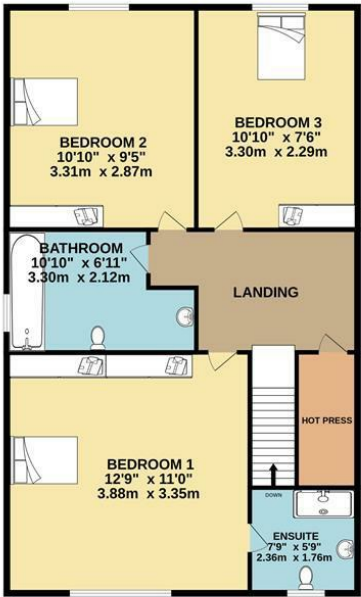 BEDROOM 2
10'10" x 9'5"
3.31m x 2.87m
BEDROOM 3
10'10" x 7'6"
3.30m x 2.29m
BATHROOM
10'10" x 6'11"
3.30m x 2.12m
LANDING
HOT PRESS
BEDROOM 1
12'9" x 11'0"
3.88m x 3.35m
DOWN
ENSUITE
7'9" x 5'9"
2.36m x 1.76m